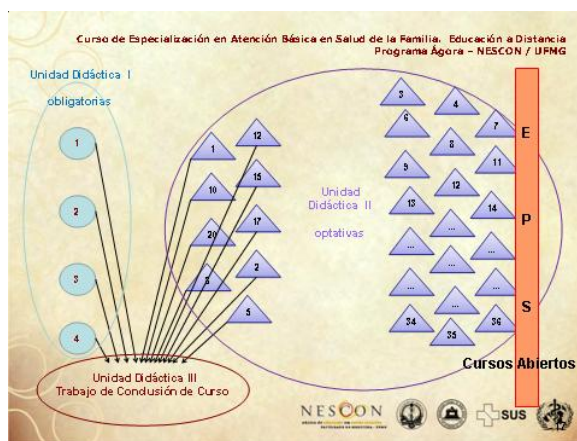 Curso de Especialización en Atención Básica en Salud de la Familia. Educación a Distancia
Programa Ágora – NESCON / UFMG
Unidad Didáctica I
obligatorias
1
2
3
4
1
12
10
15
20
17
8
2
5
Unidad
Didáctica II
optativas
3
4
6
7
8
9
11
12
13
14
...
...
...
...
...
...
34
35
36
E
P
S
Cursos Abiertos
Unidad Didáctica III
Trabajo de Conclusión de Curso
NESCON
SUS